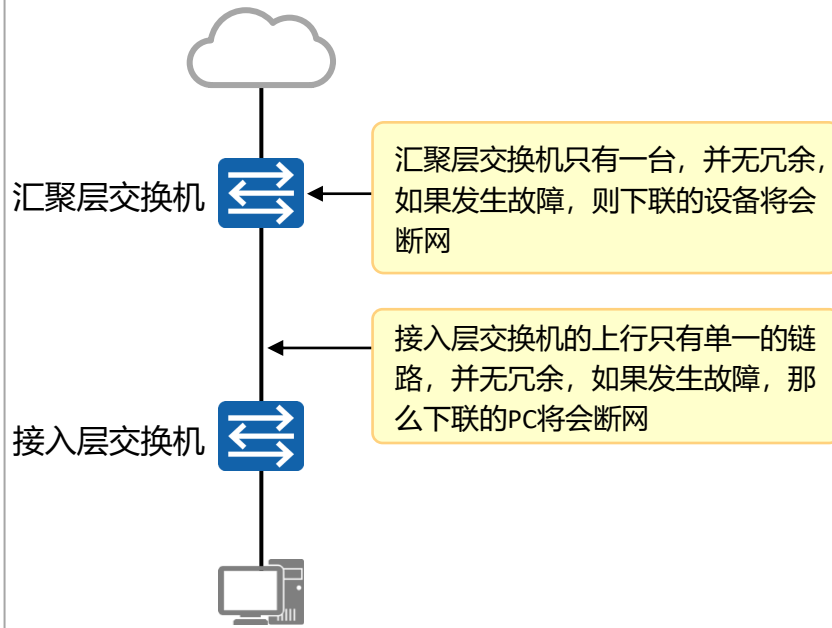 汇聚层交换机只有一台，并无冗余，
如果发生故障，则下联的设备将会
断网
汇聚层交换机
接入层交换机的上行只有单一的链
路，并无冗余，如果发生故障，那
么下联的PC将会断网
接入层交换机